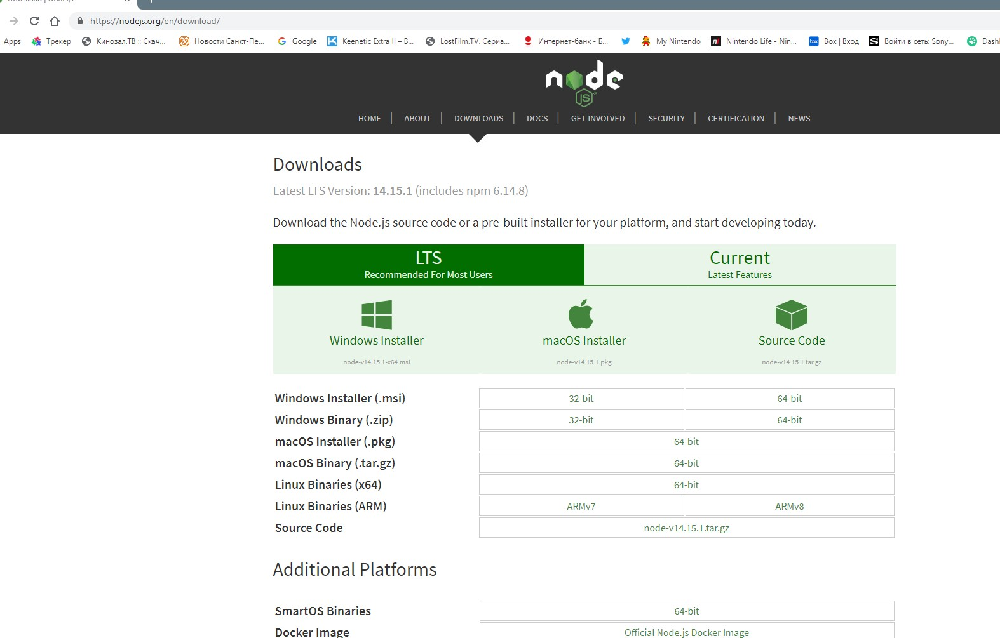 Download | Node.js
https://nodejs.org/en/download/
Apps Трекер Кинозал.ТВ :: Скач... Новости Санкт-Пе... Google Keenetic Extra II – B... LostFilm.TV. Сериа... Интернет-банк - Б... My Nintendo Nintendo Life - Nin... box Box | Вход S Войти в сеть: Sony... Dash
node
JS
HOME ABOUT DOWNLOADS DOCS GET INVOLVED SECURITY CERTIFICATION NEWS
Downloads
Latest LTS Version: 14.15.1 (includes npm 6.14.8)
Download the Node.js source code or a pre-built installer for your platform, and start developing today.
LTS Current
Recommended For Most Users Latest Features
Windows Installer macOS Installer Source Code
node-v14.15.1-x64.msi node-v14.15.1.pkg node-v14.15.1.tar.gz
Windows Installer (.msi) 32-bit 64-bit
Windows Binary (.zip) 32-bit 64-bit
macOS Installer (.pkg) 64-bit
macOS Binary (.tar.gz) 64-bit
Linux Binaries (x64) 64-bit
Linux Binaries (ARM) ARMv7 ARMv8
Source Code node-v14.15.1.tar.gz
Additional Platforms
SmartOS Binaries 64-bit
Docker Image Official Node.js Docker Image